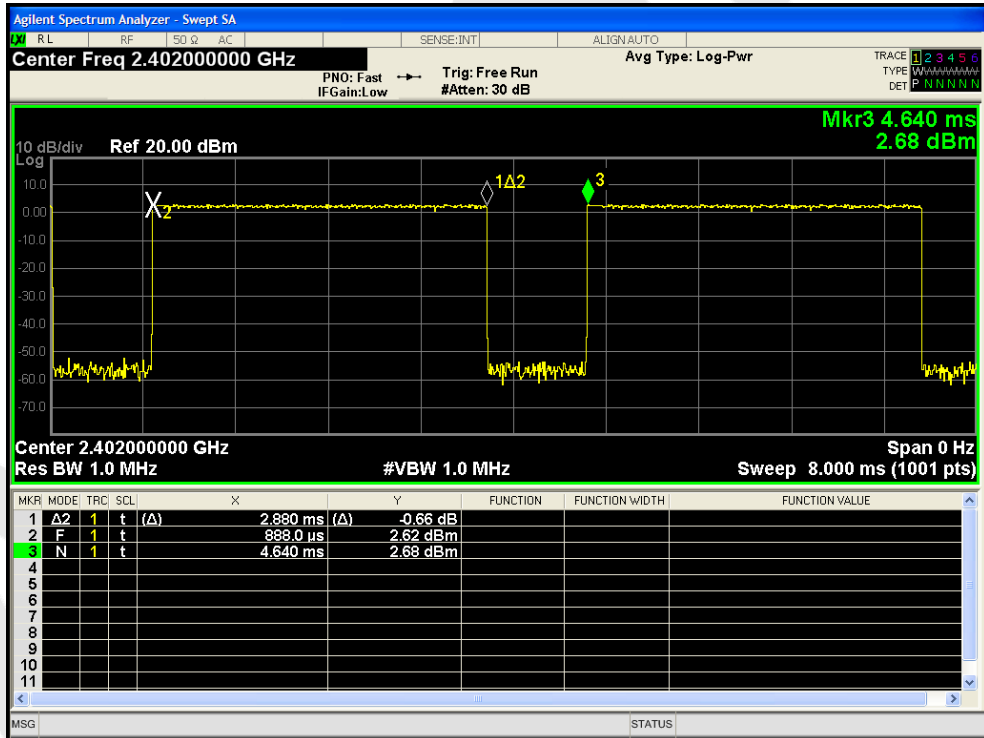 Agilent Spectrum Analyzer - Swept SA
LXI RL RF 50 Ω AC SENSE:INT ALIGNAUTO
Center Freq 2.402000000 GHz
PNO: Fast
IFGain:Low
Trig: Free Run
#Atten: 30 dB
Avg Type: Log-Pwr
TRACE 1 2 3 4 5 6
TYPE WWWWWW
DET P N N N N N
Mkr3 4.640 ms
2.68 dBm
10 dB/div Ref 20.00 dBm
Log
10.0
0.00
-10.0
-20.0
-30.0
-40.0
-50.0
-60.0
-70.0
2
1Δ2
3
Center 2.402000000 GHz Span 0 Hz
Res BW 1.0 MHz #VBW 1.0 MHz Sweep 8.000 ms (1001 pts)
MKR MODE TRC SCL X Y FUNCTION FUNCTION WIDTH FUNCTION VALUE
1 Δ2 1 t (Δ) 2.880 ms (Δ) -0.66 dB
2 F 1 t 888.0 μs 2.62 dBm
3 N 1 t 4.640 ms 2.68 dBm
4
5
6
7
8
9
10
11
MSG STATUS